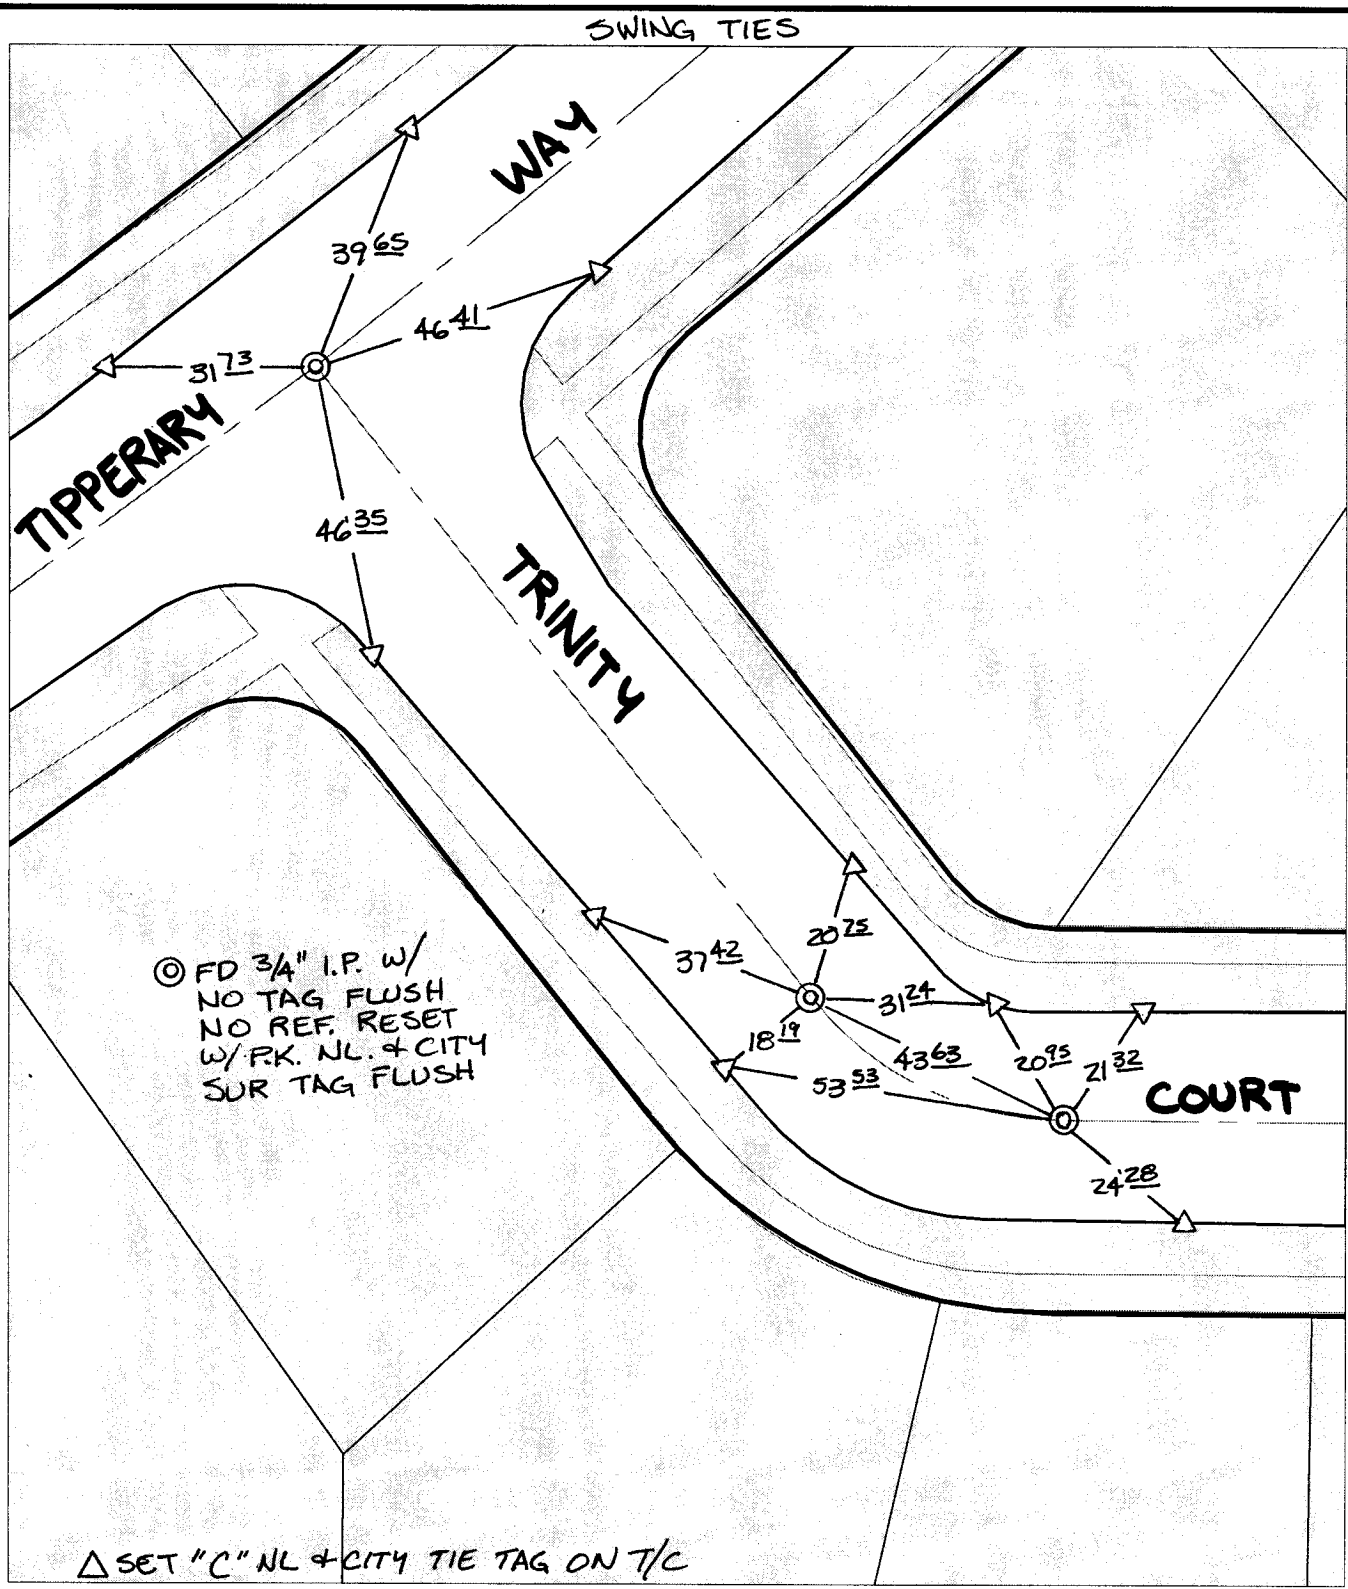 SWING TIES
WAY
39 65
46 41
31 73
TIPPERARY
46 35
TRINITY
20 25
37 42
31 24
18 19
43 63
20 95
21 32
53 53
COURT
24 28
FD 3/4" I.P. W/
NO TAG FLUSH
NO REF. RESET
W/ P.K. NL. & CITY
SUR TAG FLUSH
△ SET "C" NL & CITY TIE TAG ON T/C